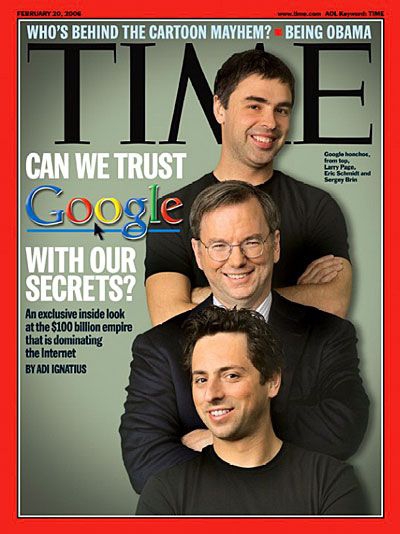 FEBRUARY 20, 2006
www.time.com AOL Keyword: TIME
WHO'S BEHIND THE CARTOON MAYHEM? ■ BEING OBAMA
TIME
Google honchos,
from top,
Larry Page,
Eric Schmidt and
Sergey Brin
CAN WE TRUST
Google
WITH OUR
SECRETS?
An exclusive inside look
at the $100 billion empire
that is dominating
the Internet
BY ADI IGNATIUS